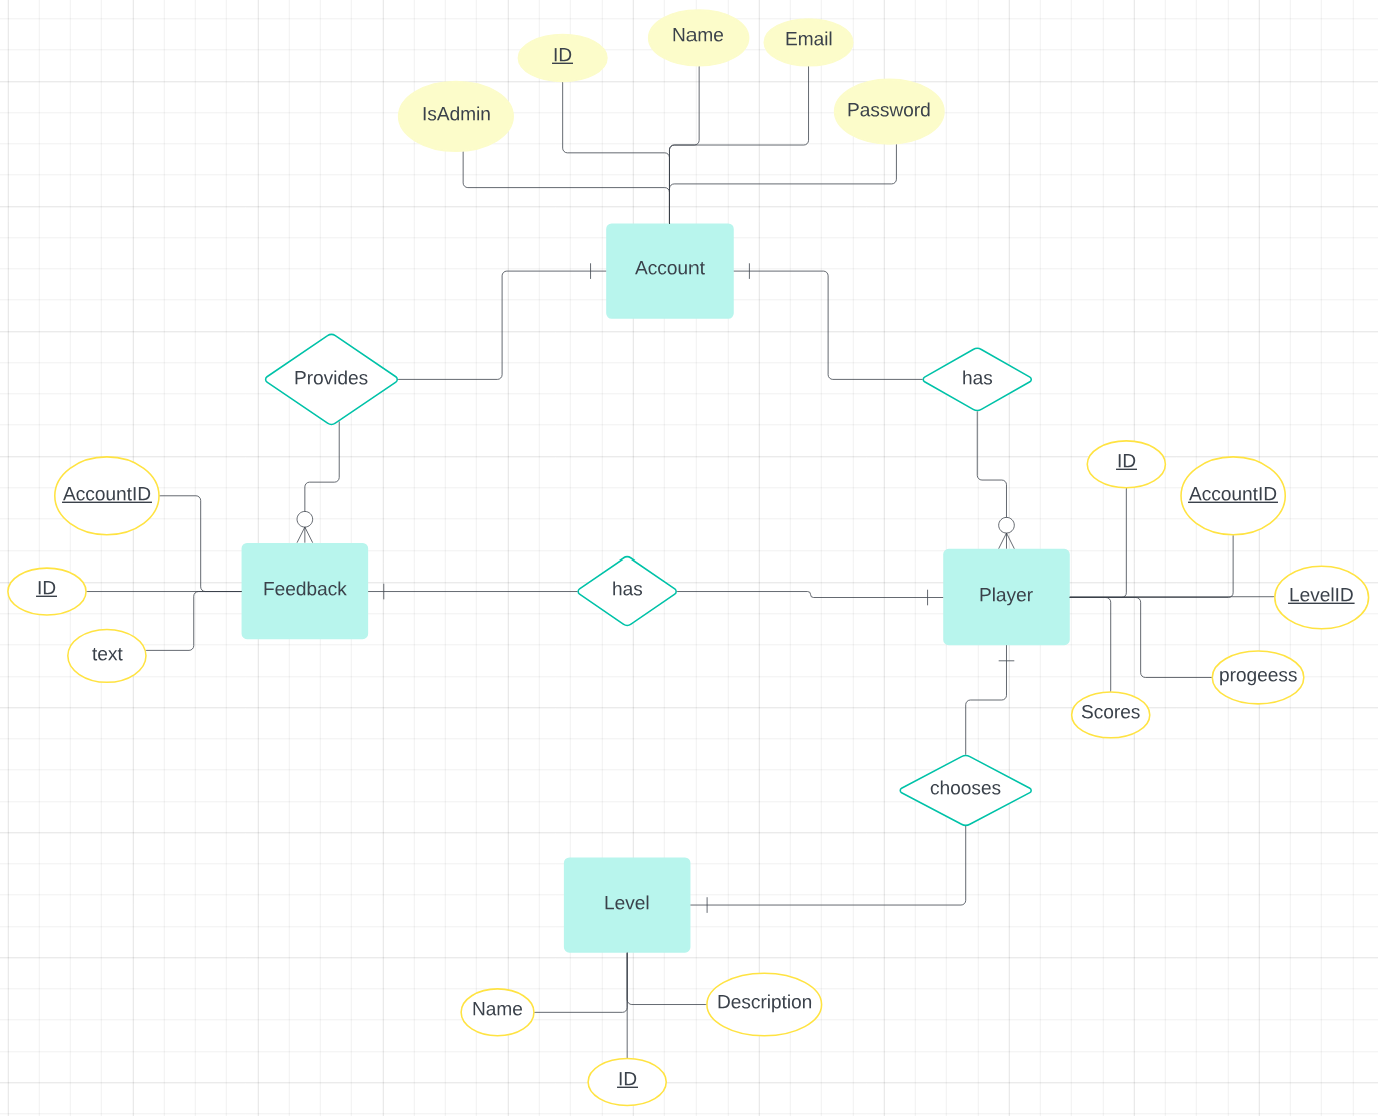 Name
Email
ID
IsAdmin
Password
Account
Provides
has
ID
AccountID
AccountID
Feedback
has
Player
ID
LevelID
text
progeess
Scores
chooses
Level
Name
Description
ID